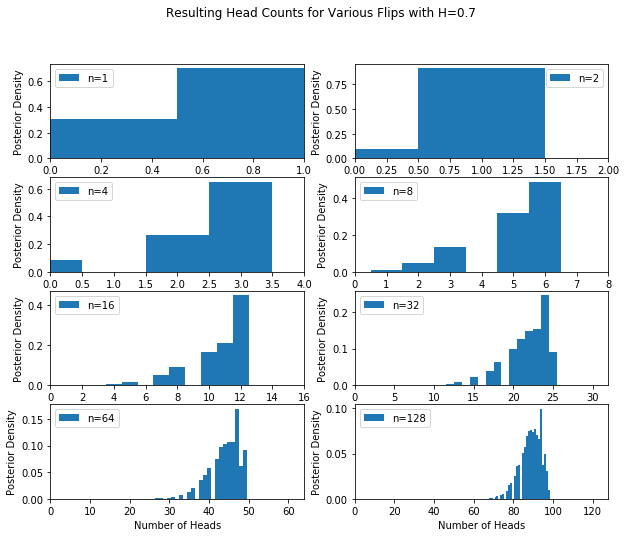 Resulting Head Counts for Various Flips with H=0.7
Posterior Density
0.6
0.4
0.2
0.0
n=1
0.0 0.2 0.4 0.6 0.8 1.0
Posterior Density
0.75
0.50
0.25
0.00
n=2
0.00 0.25 0.50 0.75 1.00 1.25 1.50 1.75 2.00
Posterior Density
0.6
0.4
0.2
0.0
n=4
0.0 0.5 1.0 1.5 2.0 2.5 3.0 3.5 4.0
Posterior Density
0.4
0.2
0.0
n=8
0 1 2 3 4 5 6 7 8
Posterior Density
0.4
0.2
0.0
n=16
0 2 4 6 8 10 12 14 16
Posterior Density
0.2
0.1
0.0
n=32
0 5 10 15 20 25 30
Posterior Density
0.15
0.10
0.05
0.00
n=64
0 10 20 30 40 50 60
Number of Heads
Posterior Density
0.10
0.05
0.00
n=128
0 20 40 60 80 100 120
Number of Heads